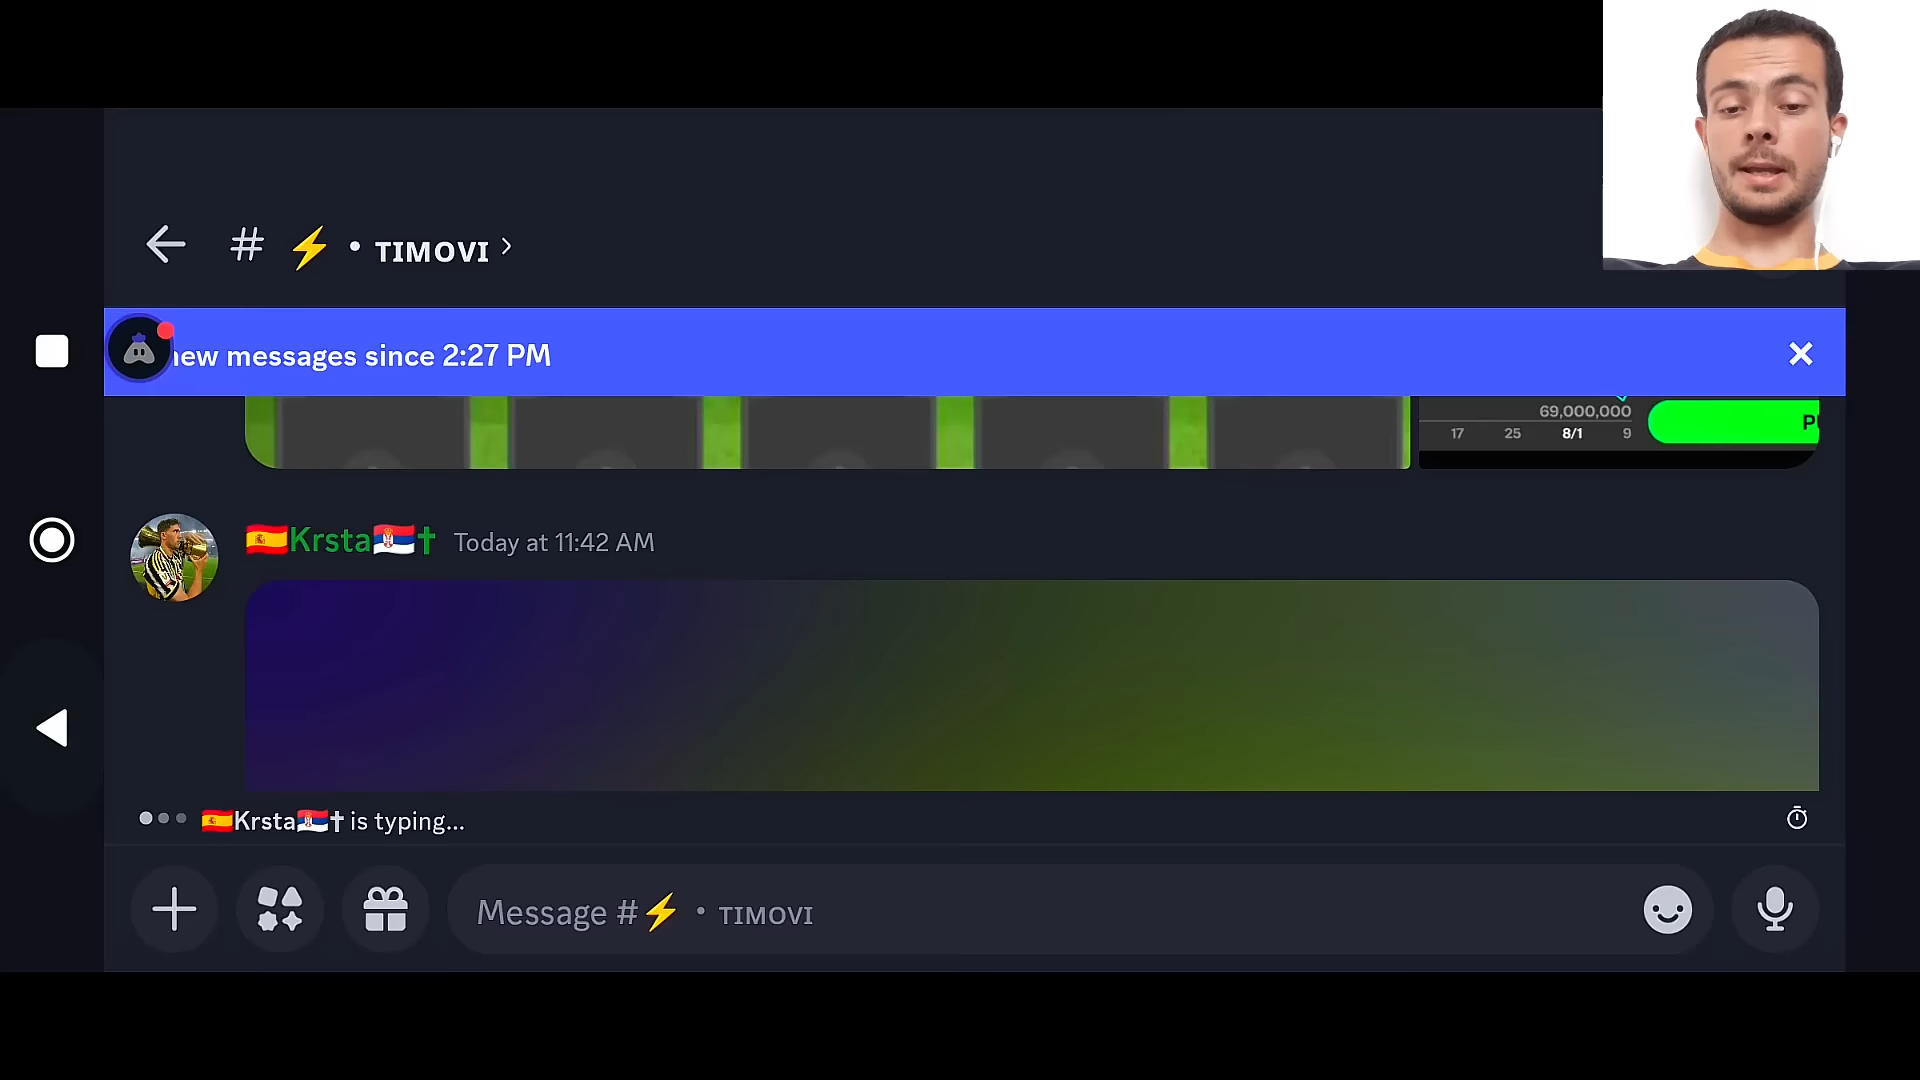 # ⚡ • TIMOVI
new messages since 2:27 PM
69,000,000
17 25 8/1 9
🇪🇸Krsta🇷🇸✝ Today at 11:42 AM
🇪🇸Krsta🇷🇸✝ is typing...
Message #⚡ • TIMOVI